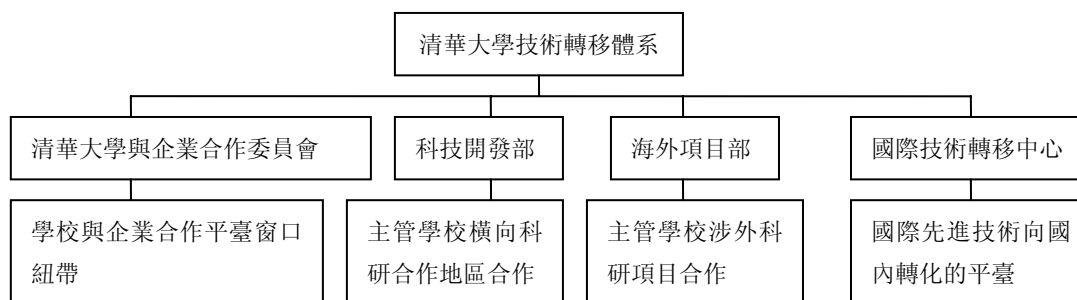 清華大學技術轉移體系
清華大學與企業合作委員會
科技開發部
海外項目部
國際技術轉移中心
學校與企業合作平臺窗口
紐帶
主管學校橫向科
研合作地區合作
主管學校涉外科
研項目合作
國際先進技術向國
內轉化的平臺